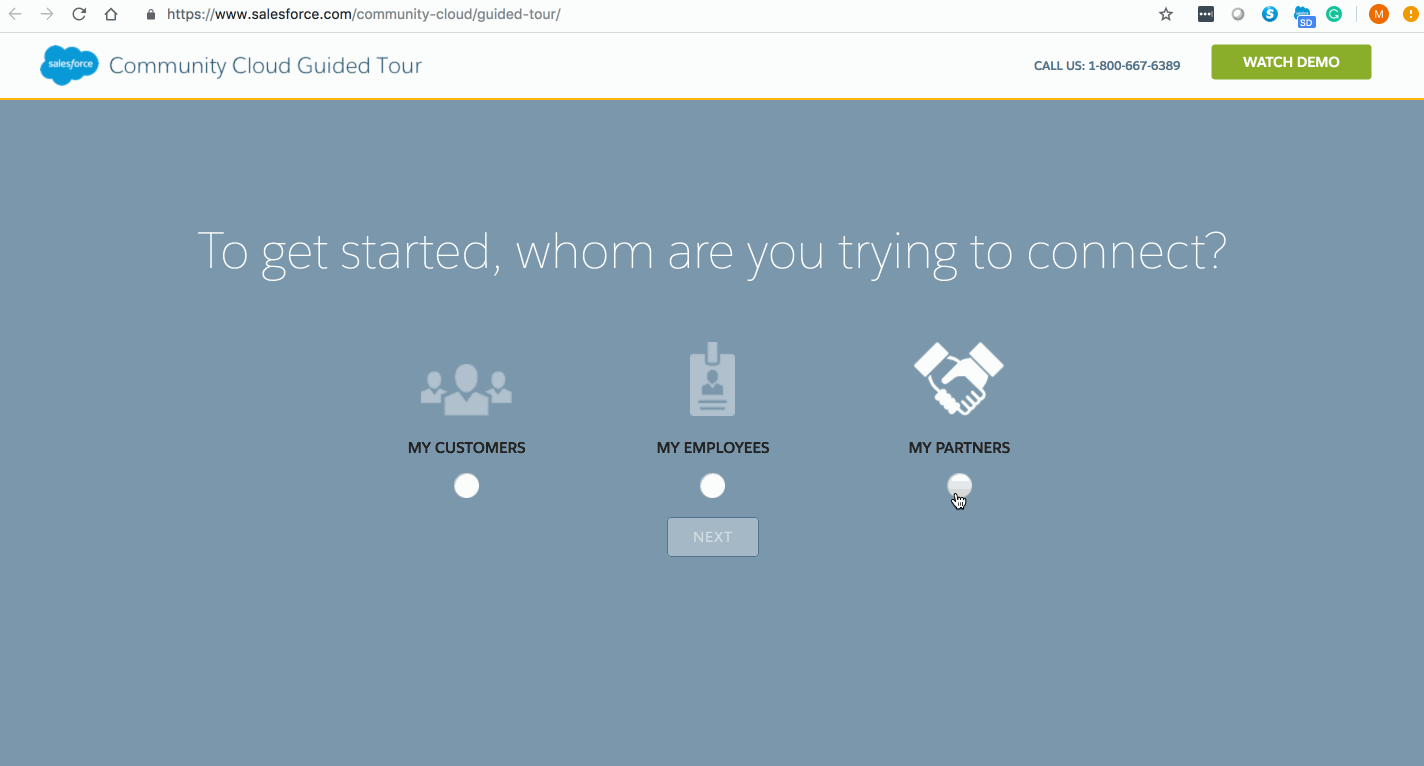 https://www.salesforce.com/community-cloud/guided-tour/
SD
M
salesforce
Community Cloud Guided Tour
CALL US: 1-800-667-6389
WATCH DEMO
To get started, whom are you trying to connect?
MY CUSTOMERS
MY EMPLOYEES
MY PARTNERS
NEXT